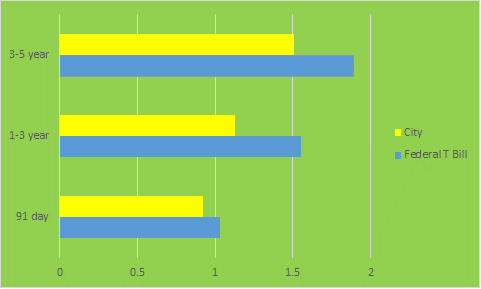 3-5 year
1-3 year
91 day
0 0.5 1 1.5 2
City
Federal T Bill